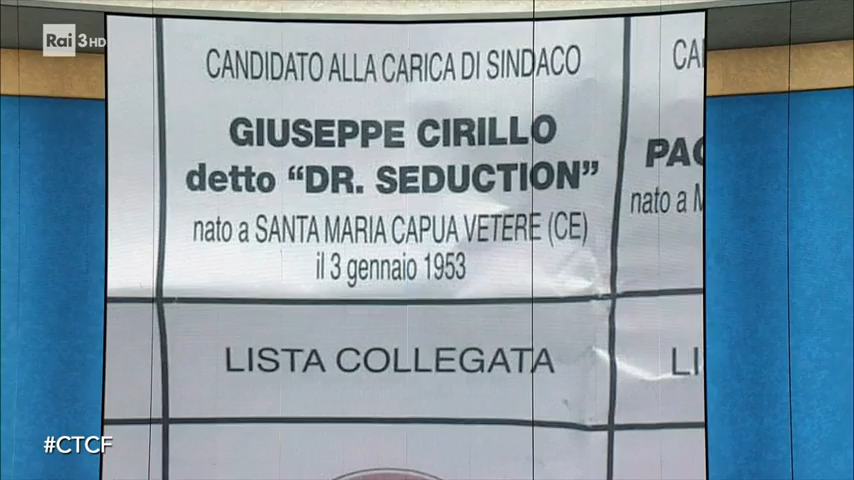 Rai 3HD
CANDIDATO ALLA CARICA DI SINDACO
GIUSEPPE CIRILLO
detto “DR. SEDUCTION”
nato a SANTA MARIA CAPUA VETERE (CE)
il 3 gennaio 1953
LISTA COLLEGATA
nato a
#CTCF